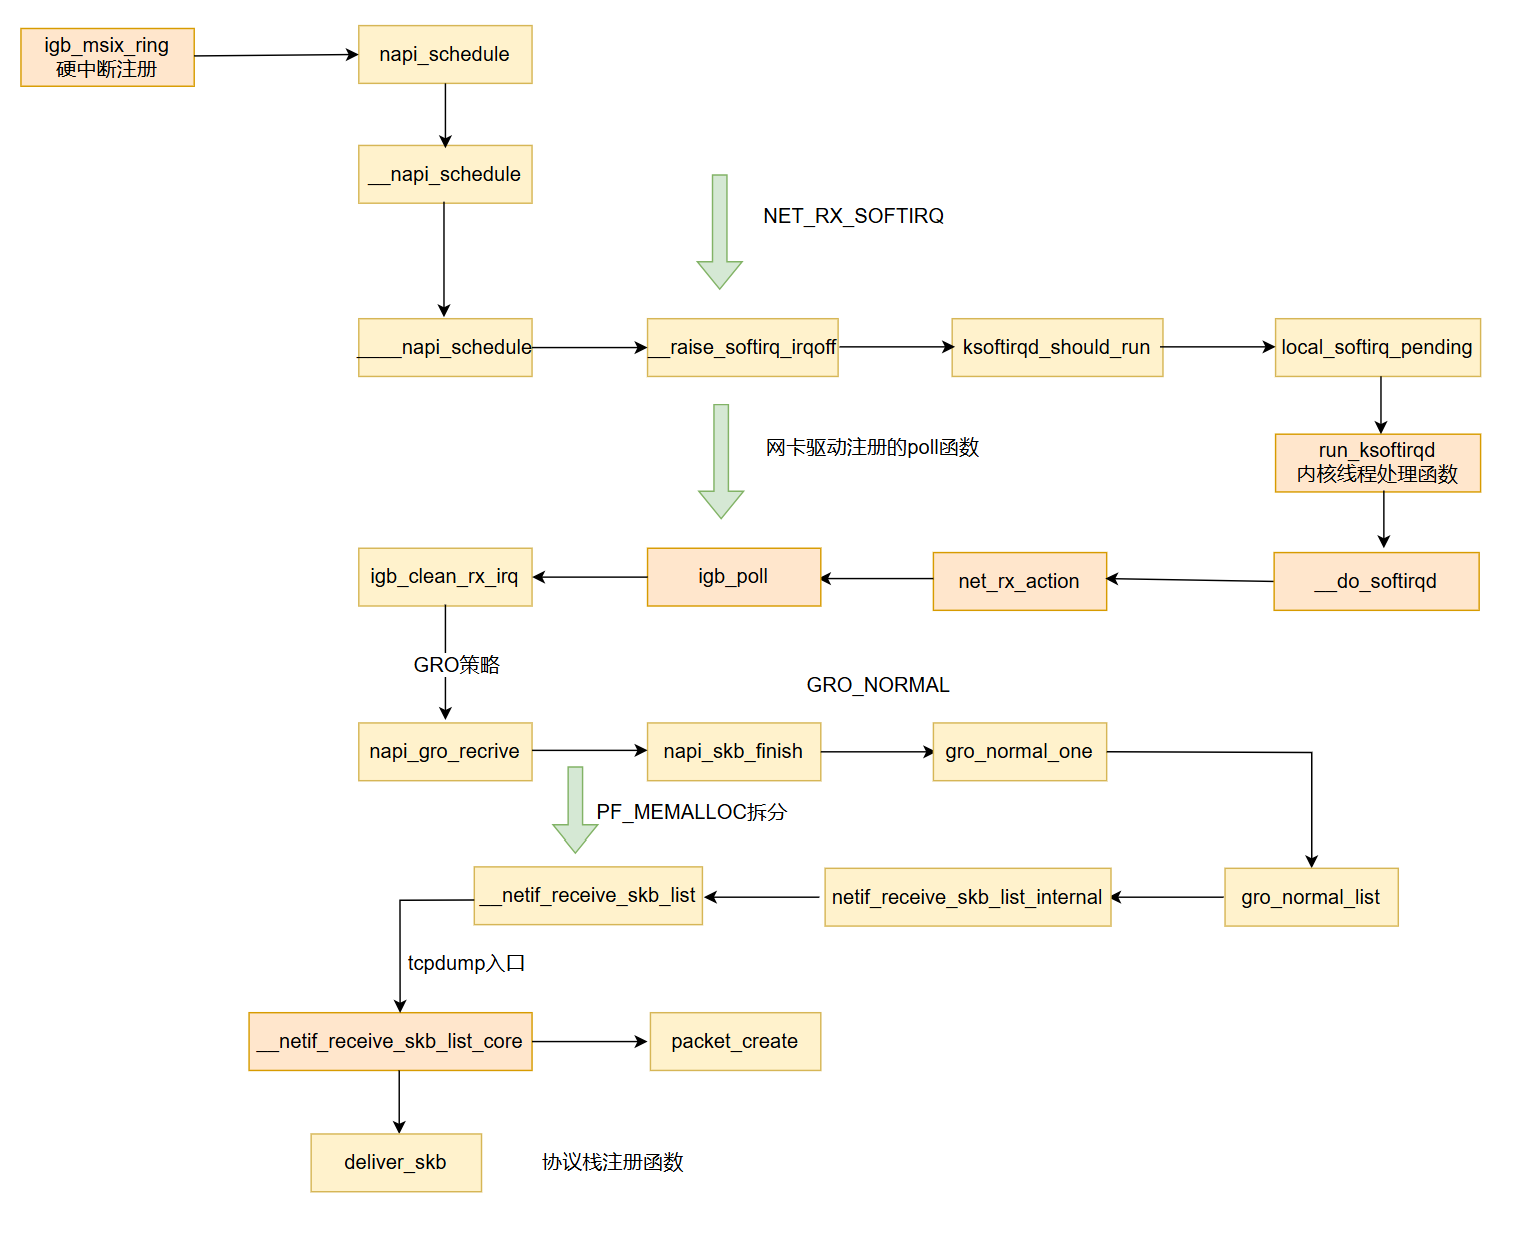 igb_msix_ring
硬中断注册
napi_schedule
__napi_schedule
NET_RX_SOFTIRQ
____napi_schedule
__raise_softirq_irqoff
ksoftirqd_should_run
local_softirq_pending
网卡驱动注册的poll函数
run_ksoftirqd
内核线程处理函数
igb_clean_rx_irq
igb_poll
net_rx_action
__do_softirqd
GRO策略
GRO_NORMAL
napi_gro_recrive
napi_skb_finish
gro_normal_one
PF_MEMALLOC拆分
__netif_receive_skb_list
netif_receive_skb_list_internal
gro_normal_list
tcpdump入口
__netif_receive_skb_list_core
packet_create
deliver_skb
协议栈注册函数